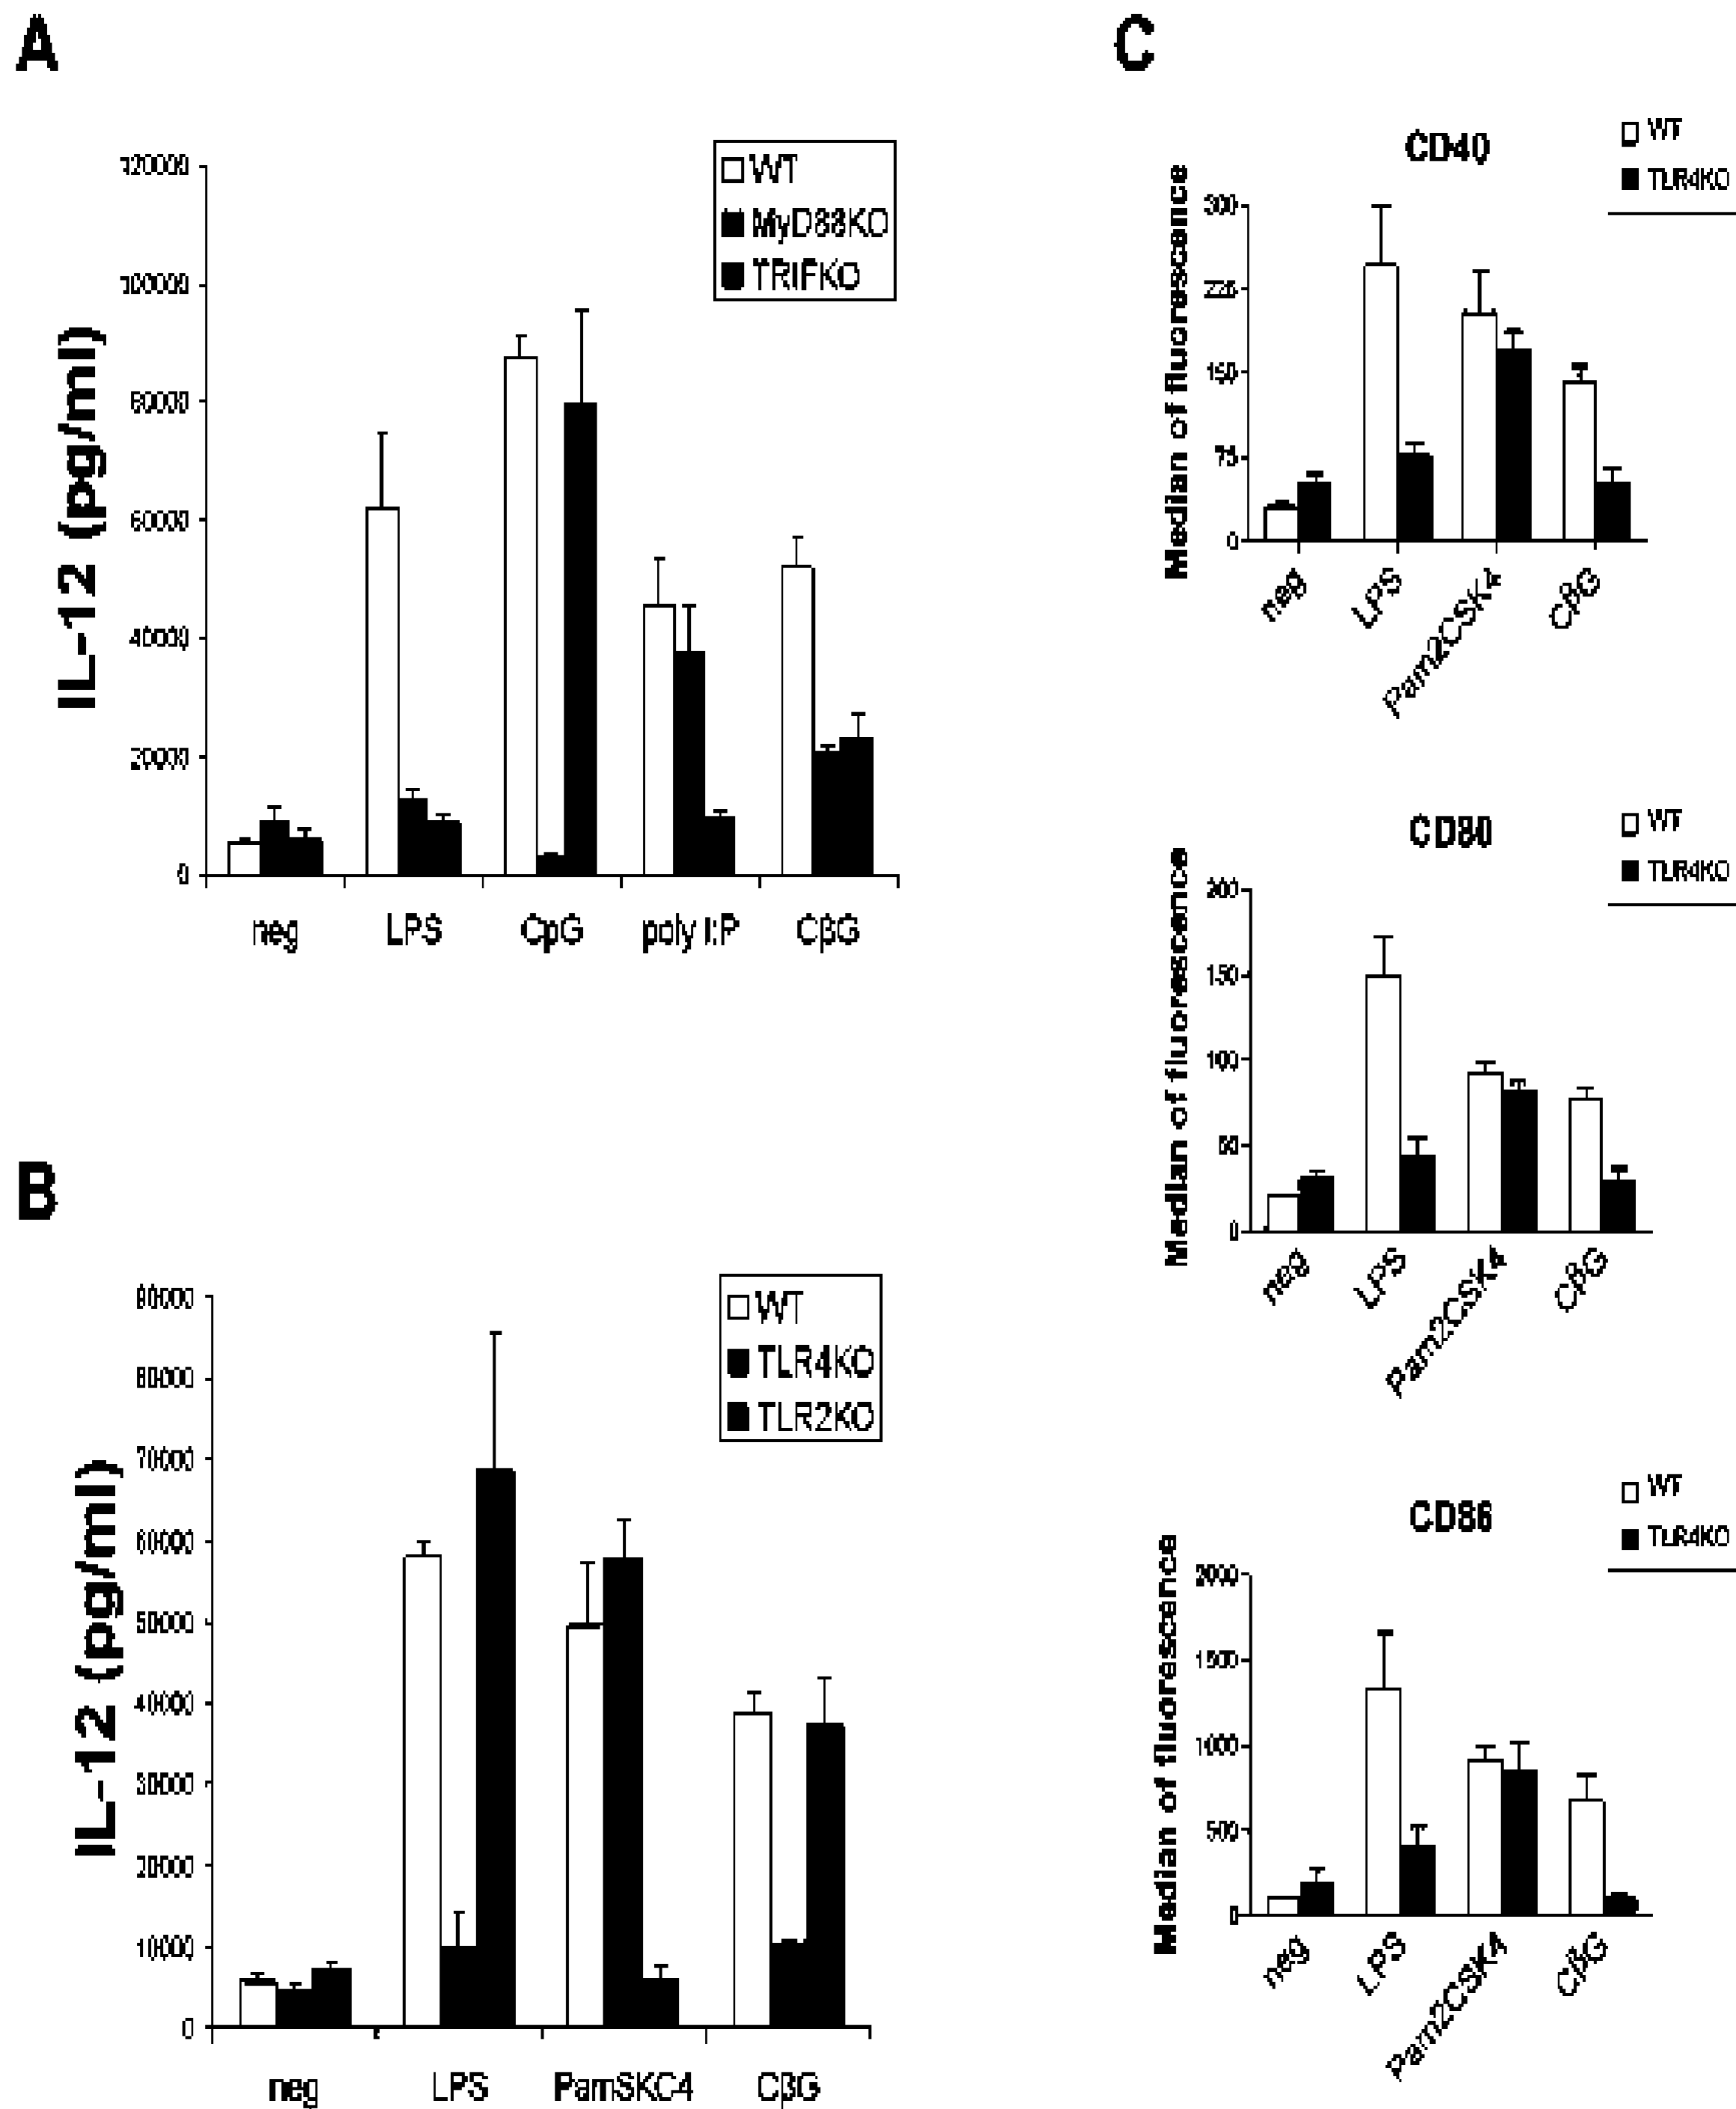 A
IL-12 (pg/ml)
120000
100000
80000
60000
40000
20000
0
WT
MyD88KO
TRIFKO
neg LPS CpG poly I:P CβG
B
IL-12 (pg/ml)
90000
80000
70000
60000
50000
40000
30000
20000
10000
0
WT
TLR4KO
TLR2KO
neg LPS PamSKC4 CβG
C
CD40
WT
TLR4KO
Median of fluorescence
300
225
150
75
0
neg LPS Pam2CSK4 CβG
CD80
WT
TLR4KO
Median of fluorescence
200
150
100
50
0
neg LPS Pam2CSK4 CβG
CD86
WT
TLR4KO
Median of fluorescence
2000
1500
1000
500
0
neg LPS Pam2CSK4 CβG